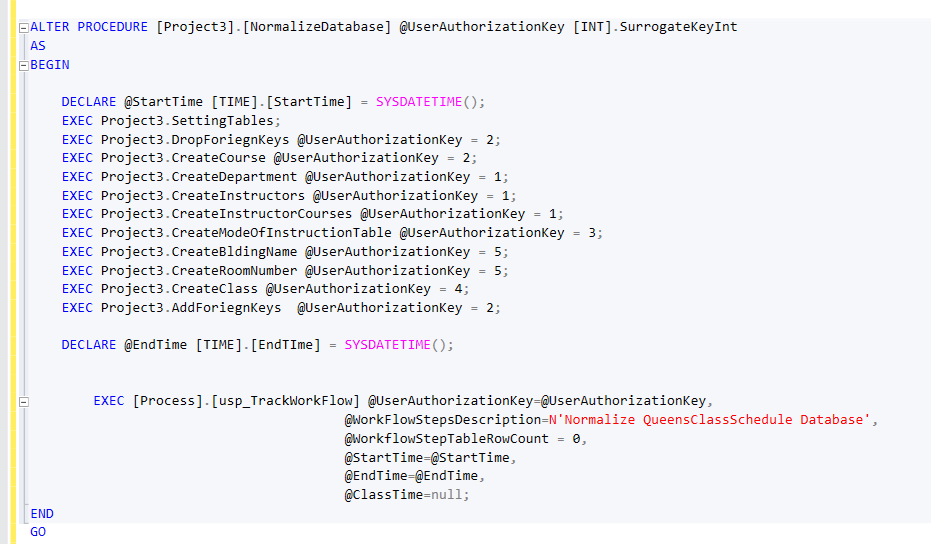 ALTER PROCEDURE [Project3].[NormalizeDatabase] @UserAuthorizationKey [INT].SurrogateKeyInt
AS
BEGIN
DECLARE @StartTime [TIME].[StartTime] = SYSDATETIME();
EXEC Project3.SettingTables;
EXEC Project3.DropForiegnKeys @UserAuthorizationKey = 2;
EXEC Project3.CreateCourse @UserAuthorizationKey = 2;
EXEC Project3.CreateDepartment @UserAuthorizationKey = 1;
EXEC Project3.CreateInstructors @UserAuthorizationKey = 1;
EXEC Project3.CreateInstructorCourses @UserAuthorizationKey = 1;
EXEC Project3.CreateModeOfInstructionTable @UserAuthorizationKey = 3;
EXEC Project3.CreateBldingName @UserAuthorizationKey = 5;
EXEC Project3.CreateRoomNumber @UserAuthorizationKey = 5;
EXEC Project3.CreateClass @UserAuthorizationKey = 4;
EXEC Project3.AddForiegnKeys  @UserAuthorizationKey = 2;
DECLARE @EndTime [TIME].[EndTIme] = SYSDATETIME();
EXEC [Process].[usp_TrackWorkFlow] @UserAuthorizationKey=@UserAuthorizationKey,
@WorkFlowStepsDescription=N'Normalize QueensClassSchedule Database',
@WorkflowStepTableRowCount = 0,
@StartTime=@StartTime,
@EndTime=@EndTime,
@ClassTime=null;
END
GO